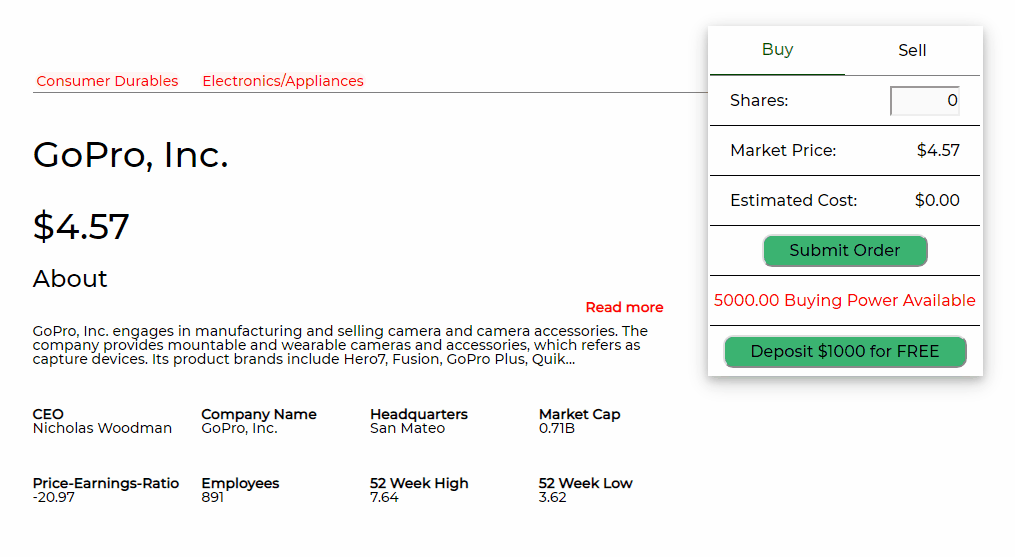 Consumer Durables Electronics/Appliances
GoPro, Inc.
$4.57
About
Read more
GoPro, Inc. engages in manufacturing and selling camera and camera accessories. The
company provides mountable and wearable cameras and accessories, which refers as
capture devices. Its product brands include Hero7, Fusion, GoPro Plus, Quik...
CEO Company Name Headquarters Market Cap
Nicholas Woodman GoPro, Inc. San Mateo 0.71B
Price-Earnings-Ratio Employees 52 Week High 52 Week Low
-20.97 891 7.64 3.62
Buy Sell
Shares: 0
Market Price: $4.57
Estimated Cost: $0.00
Submit Order
5000.00 Buying Power Available
Deposit $1000 for FREE